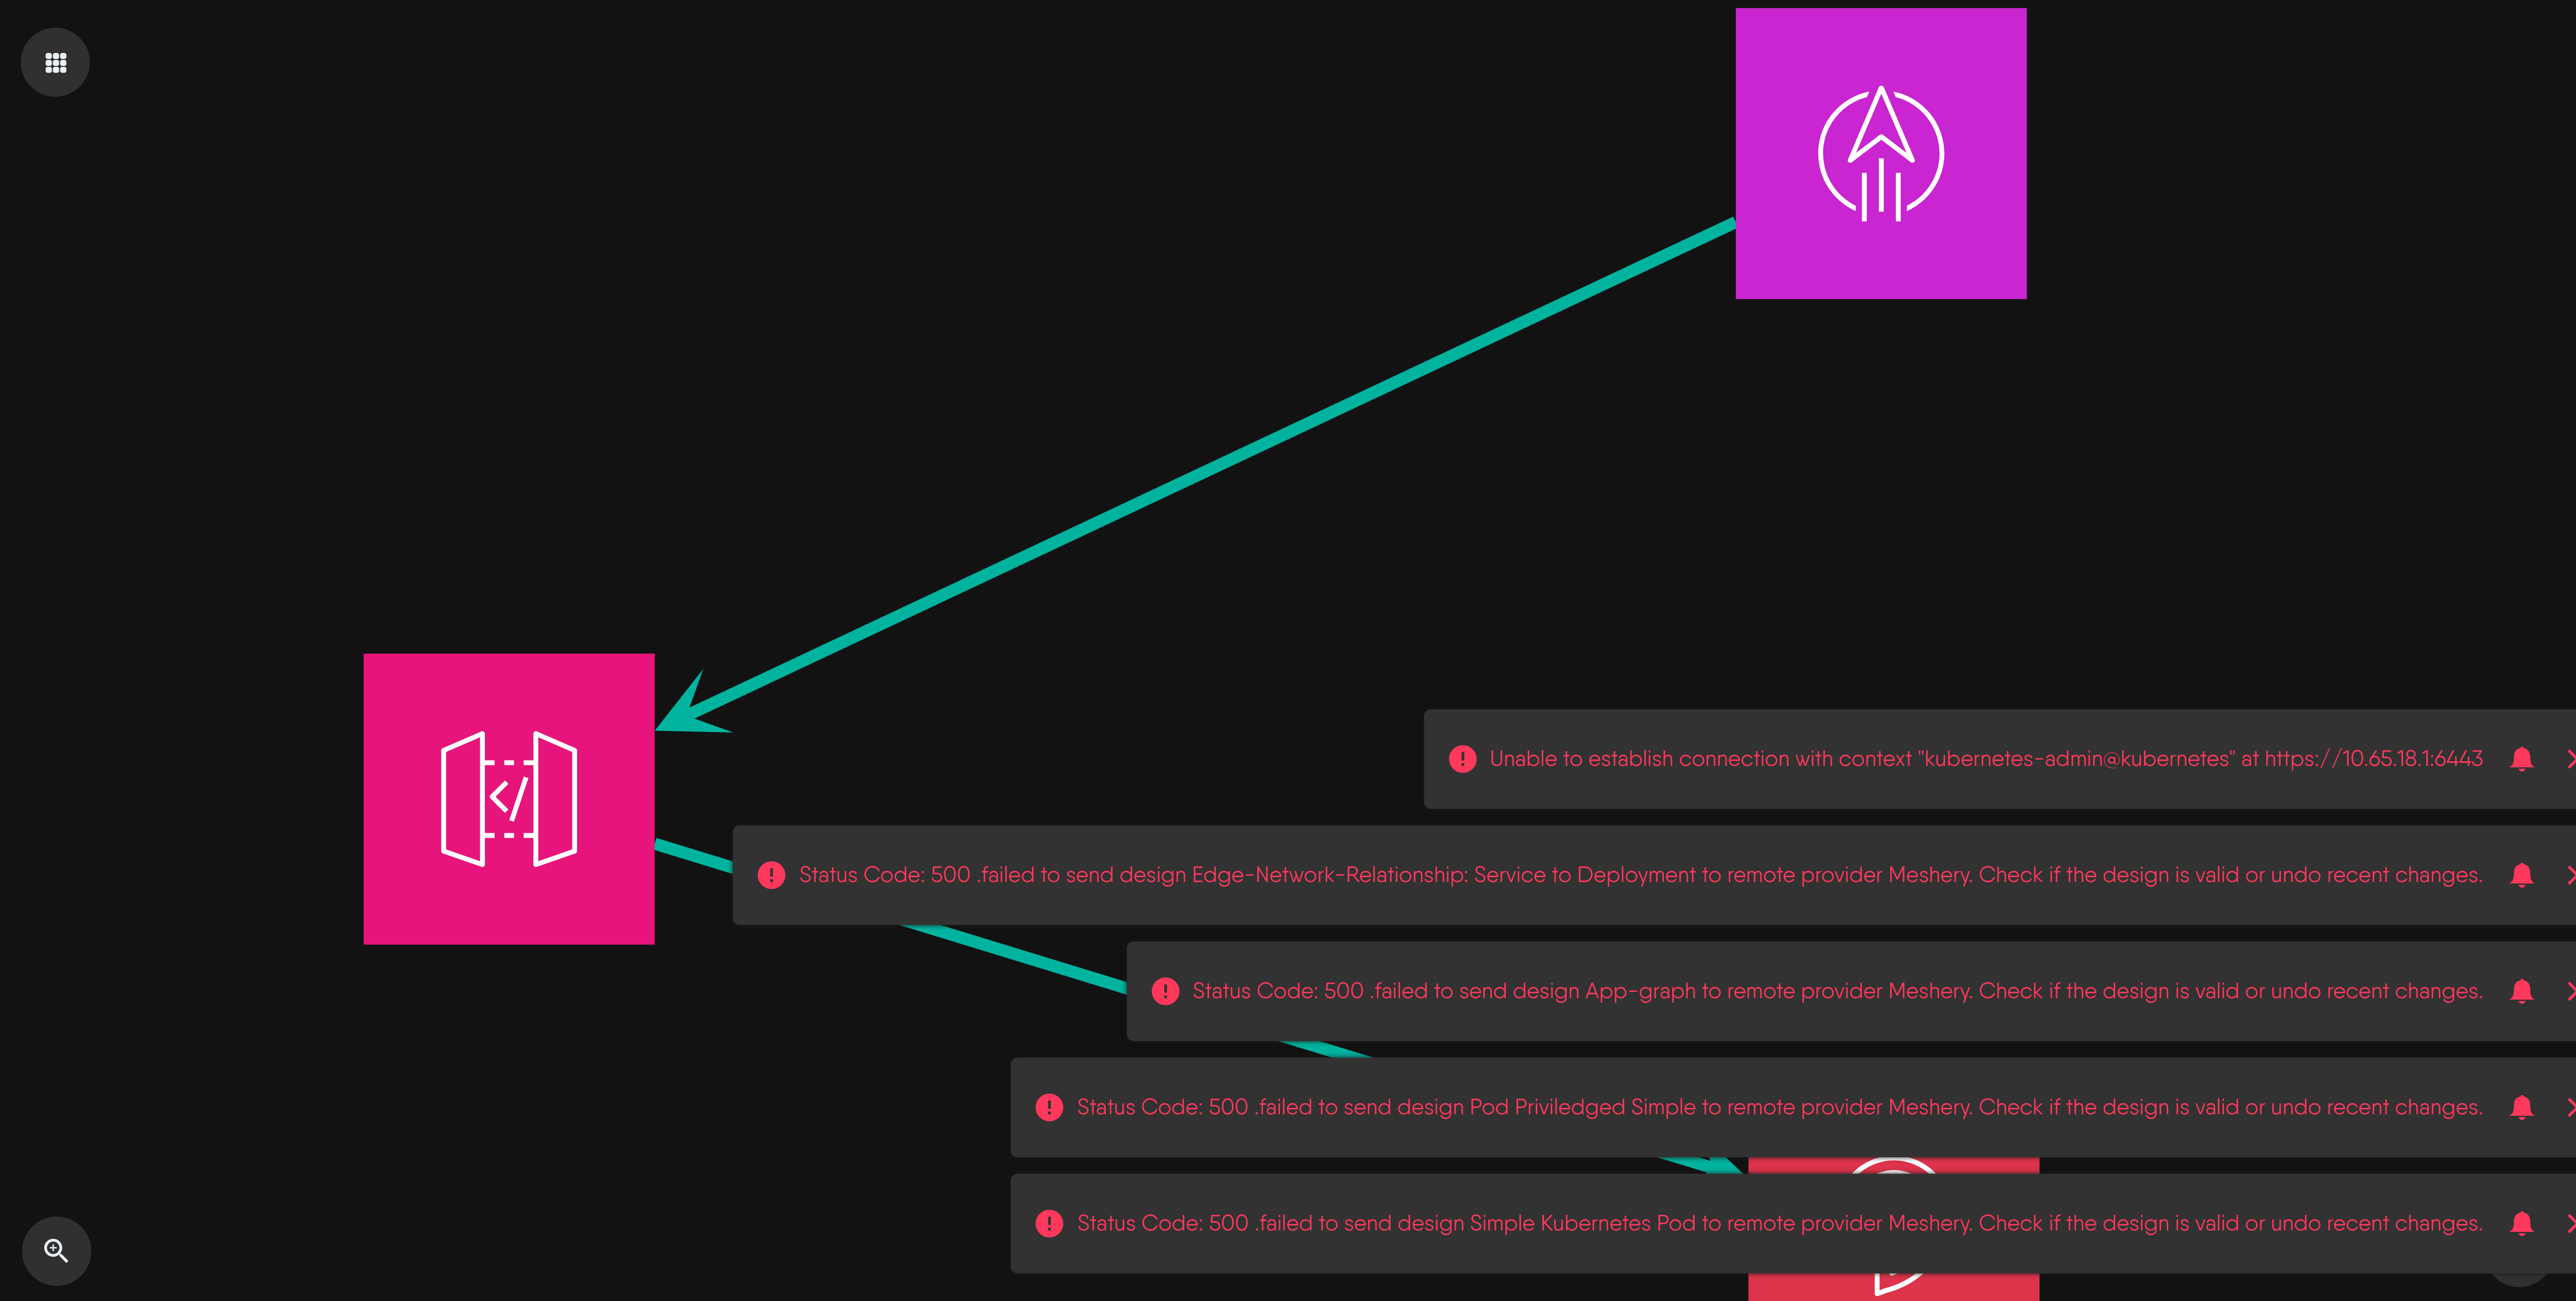 Unable to establish connection with context "kubernetes-admin@kubernetes" at https://10.65.18.1:6443
Status Code: 500 .failed to send design Edge-Network-Relationship: Service to Deployment to remote provider Meshery. Check if the design is valid or undo recent changes.
Status Code: 500 .failed to send design App-graph to remote provider Meshery. Check if the design is valid or undo recent changes.
Status Code: 500 .failed to send design Pod Priviledged Simple to remote provider Meshery. Check if the design is valid or undo recent changes.
Status Code: 500 .failed to send design Simple Kubernetes Pod to remote provider Meshery. Check if the design is valid or undo recent changes.